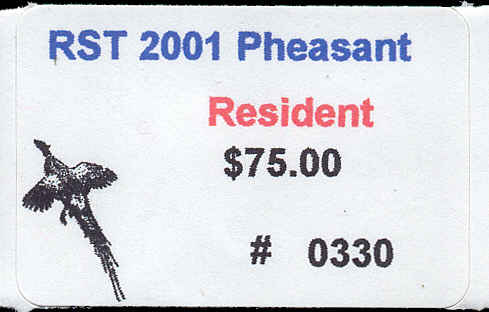 RST 2001 Pheasant
Resident
$75.00
# 0330